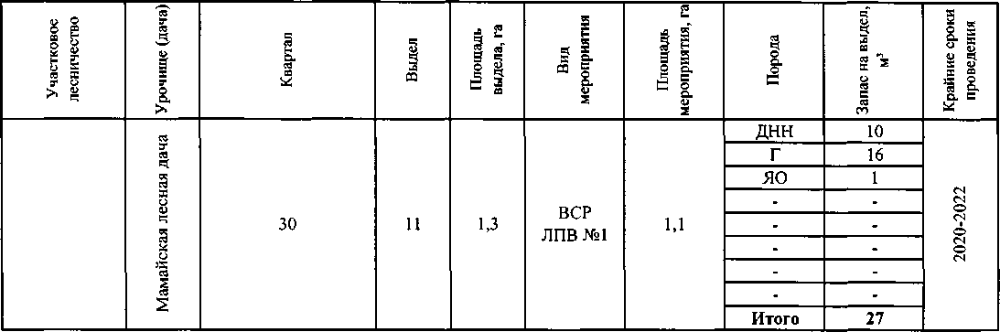 Участковое лесничество
Урочище (дача)
Квартал
Выдел
Площадь выдела, га
Вид мероприятия
Площадь мероприятия, га
Порода
Запас на выдел, м³
Крайние сроки проведения
Мамайская лесная дача
30
11
1,3
ВСР
ЛПВ №1
1,1
ДНН 10
Г 16
ЯО 1
- -
- -
- -
- -
- -
Итого 27
2020-2022